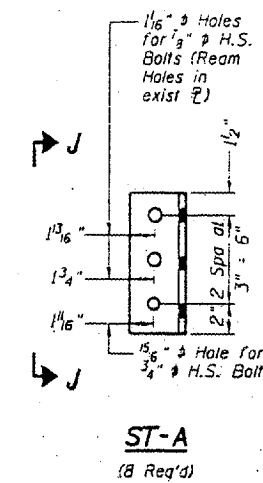 1 1/16" ϕ Holes
for 7/8" ϕ H.S.
Bolts (Ream
Holes in
exist ⅊)
J
1 1/2"
1 13/16"
1 3/4"
1 11/16"
2 Spa at
3" = 6"
2"
15/16" ϕ Hole for
3/4" ϕ H.S. Bolt
J
ST-A
(8 Req'd)